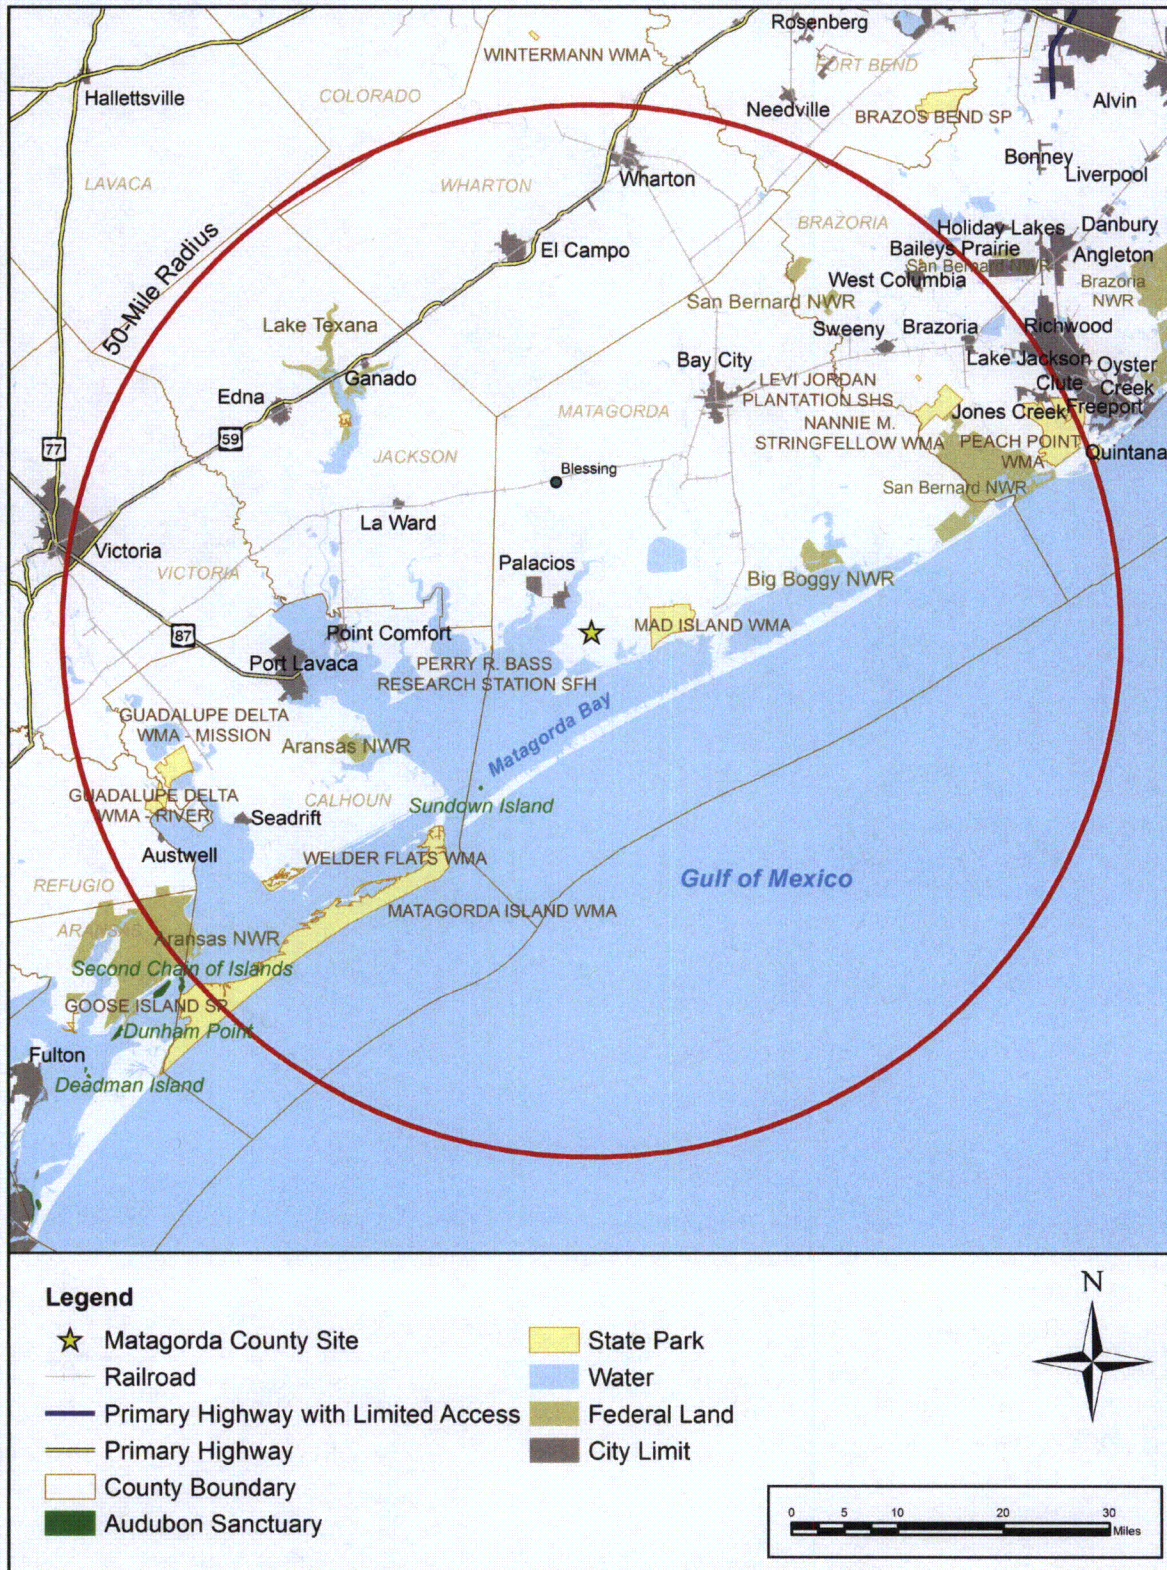 Rosenberg
WINTERMANN WMA
FORT BEND
Hallettsville
COLORADO
Needville
Alvin
BRAZOS BEND SP
Bonney
Liverpool
LAVACA
WHARTON
Wharton
BRAZORIA
Holiday Lakes
Danbury
El Campo
Baileys Prairie
Angleton
San Bernard NWR
West Columbia
Brazoria
NWR
50-Mile Radius
San Bernard NWR
Lake Texana
Sweeny
Brazoria
Richwood
Bay City
Lake Jackson
Oyster
Creek
Ganado
LEVI JORDAN
PLANTATION SHS
Clute
Edna
MATAGORDA
NANNIE M.
STRINGFELLOW WMA
Jones Creek
Freeport
59
77
PEACH POINT
WMA
Quintana
JACKSON
Blessing
San Bernard NWR
La Ward
Victoria
VICTORIA
Palacios
Big Boggy NWR
87
Point Comfort
MAD ISLAND WMA
Port Lavaca
PERRY R. BASS
RESEARCH STATION SFH
GUADALUPE DELTA
WMA - MISSION
Matagorda Bay
Aransas NWR
GUADALUPE DELTA
WMA - RIVER
CALHOUN
Sundown Island
Seadrift
Austwell
WELDER FLATS WMA
REFUGIO
Gulf of Mexico
MATAGORDA ISLAND WMA
ARANSAS
Aransas NWR
Second Chain of Islands
GOOSE ISLAND SP
Dunham Point
Fulton
Deadman Island
Legend
Matagorda County Site
Railroad
Primary Highway with Limited Access
Primary Highway
County Boundary
Audubon Sanctuary
State Park
Water
Federal Land
City Limit
N
0 5 10 20 30
Miles